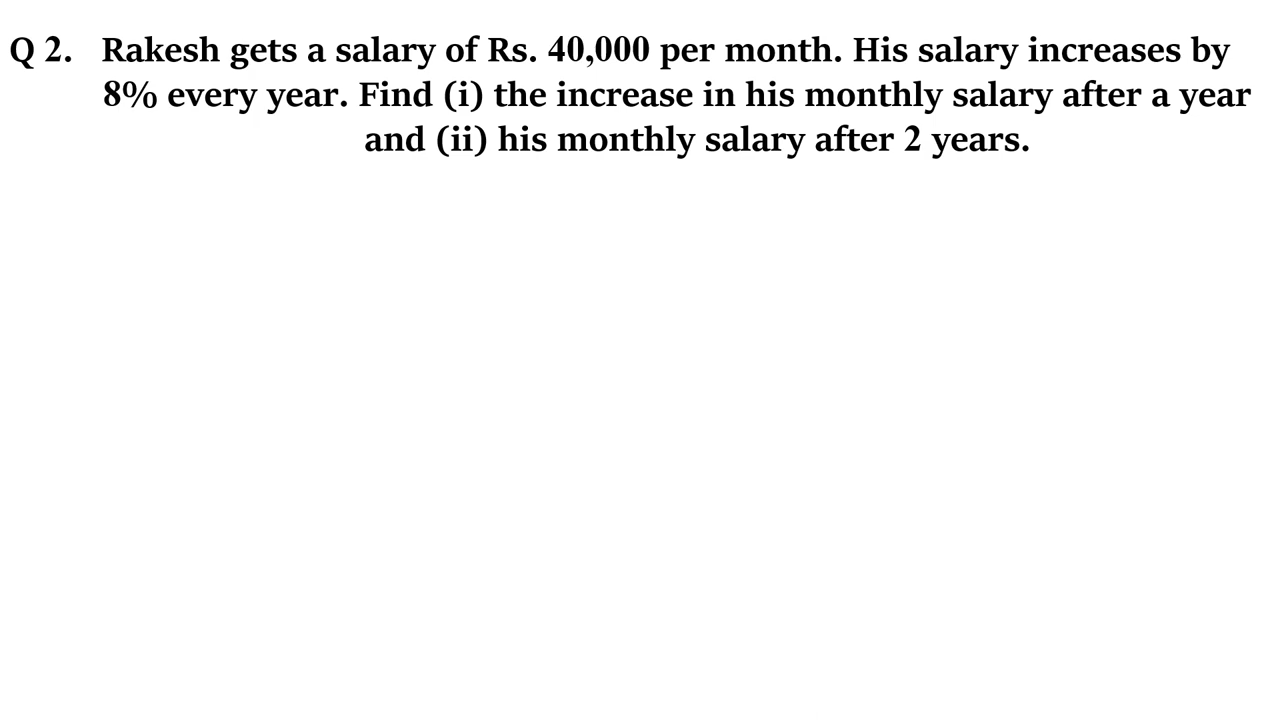 Q 2. Rakesh gets a salary of Rs. 40,000 per month. His salary increases by
8% every year. Find (i) the increase in his monthly salary after a year
and (ii) his monthly salary after 2 years.